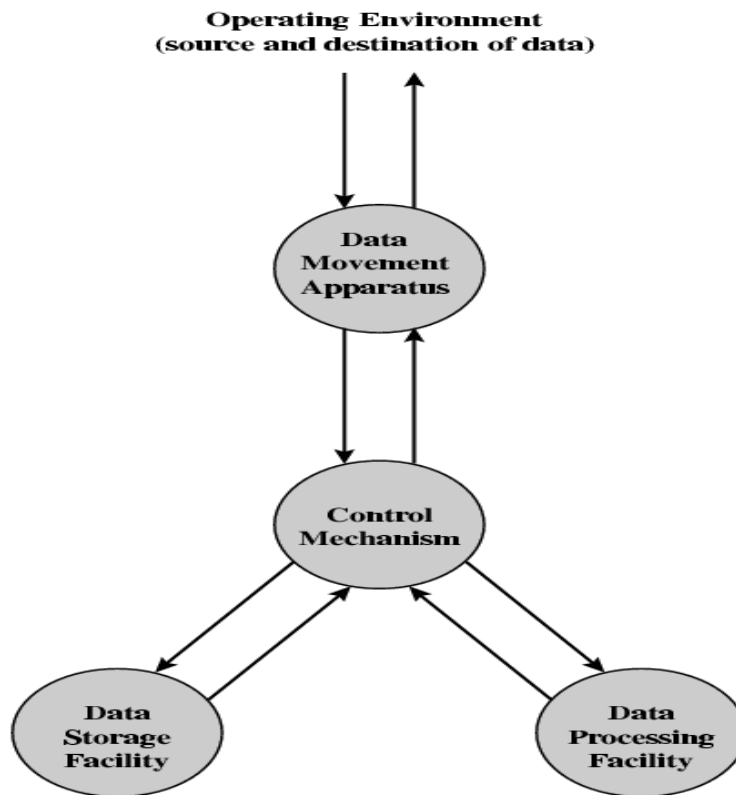 Operating Environment
(source and destination of data)
Data
Movement
Apparatus
Control
Mechanism
Data
Storage
Facility
Data
Processing
Facility